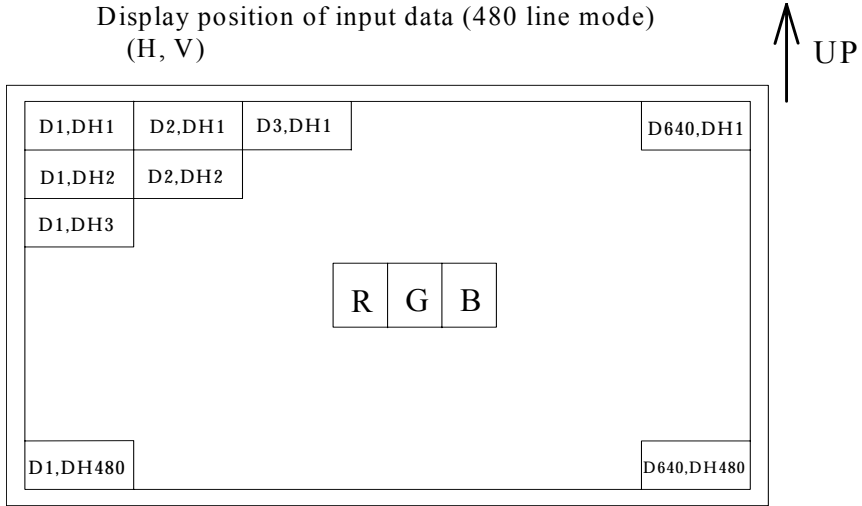 Display position of input data (480 line mode)
(H, V)
UP
D1,DH1 D2,DH1 D3,DH1 D640,DH1
D1,DH2 D2,DH2
D1,DH3
R G B
D1,DH480 D640,DH480